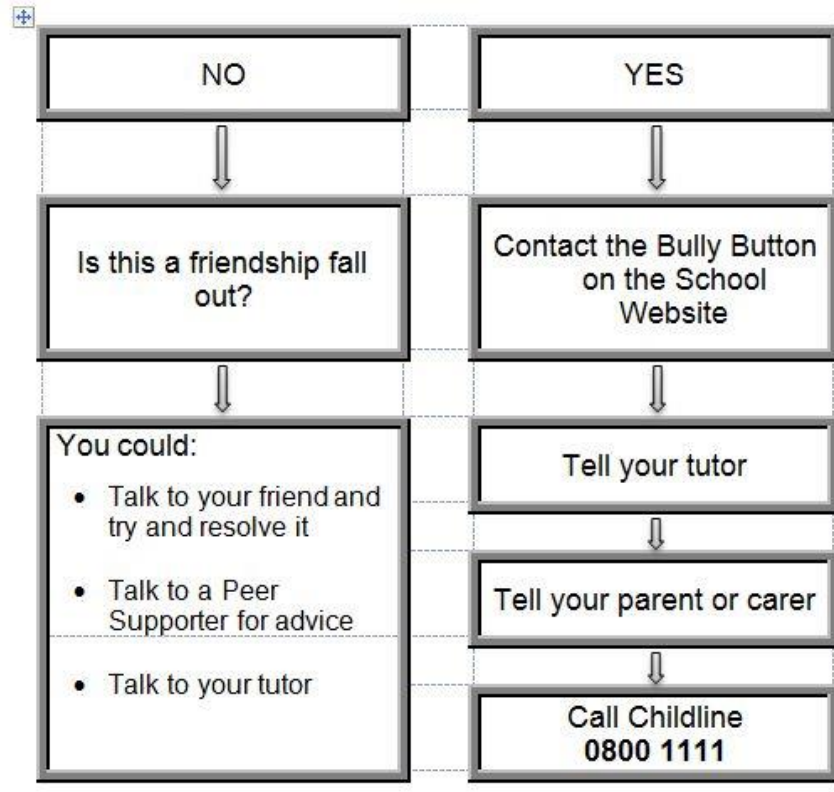 NO
Is this a friendship fall
out?
You could:
• Talk to your friend and
try and resolve it
• Talk to a Peer
Supporter for advice
• Talk to your tutor
YES
Contact the Bully Button
on the School
Website
Tell your tutor
Tell your parent or carer
Call Childline
0800 1111